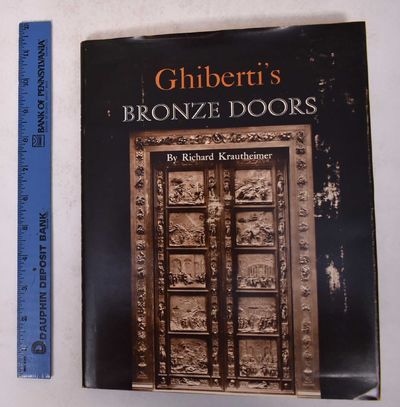 Ghiberti's
BRONZE DOORS
By Richard Krautheimer
BANK OF PENNSYLVANIA
DAUPHIN DEPOSIT BANK